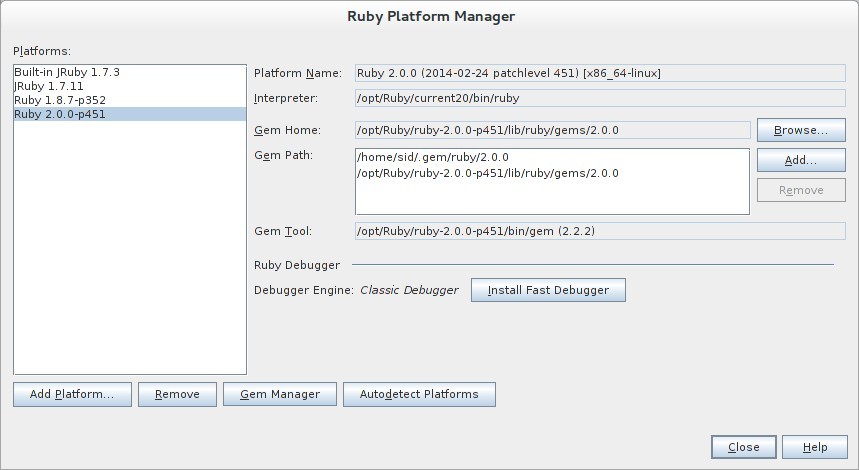 Ruby Platform Manager
Platforms:
Built-in JRuby 1.7.3
JRuby 1.7.11
Ruby 1.8.7-p352
Ruby 2.0.0-p451
Platform Name: Ruby 2.0.0 (2014-02-24 patchlevel 451) [x86_64-linux]
Interpreter: /opt/Ruby/current20/bin/ruby
Gem Home: /opt/Ruby/ruby-2.0.0-p451/lib/ruby/gems/2.0.0 Browse...
Gem Path: /home/sid/.gem/ruby/2.0.0 Add...
/opt/Ruby/ruby-2.0.0-p451/lib/ruby/gems/2.0.0
Remove
Gem Tool: /opt/Ruby/ruby-2.0.0-p451/bin/gem (2.2.2)
Ruby Debugger
Debugger Engine: Classic Debugger Install Fast Debugger
Add Platform... Remove Gem Manager Autodetect Platforms
Close Help